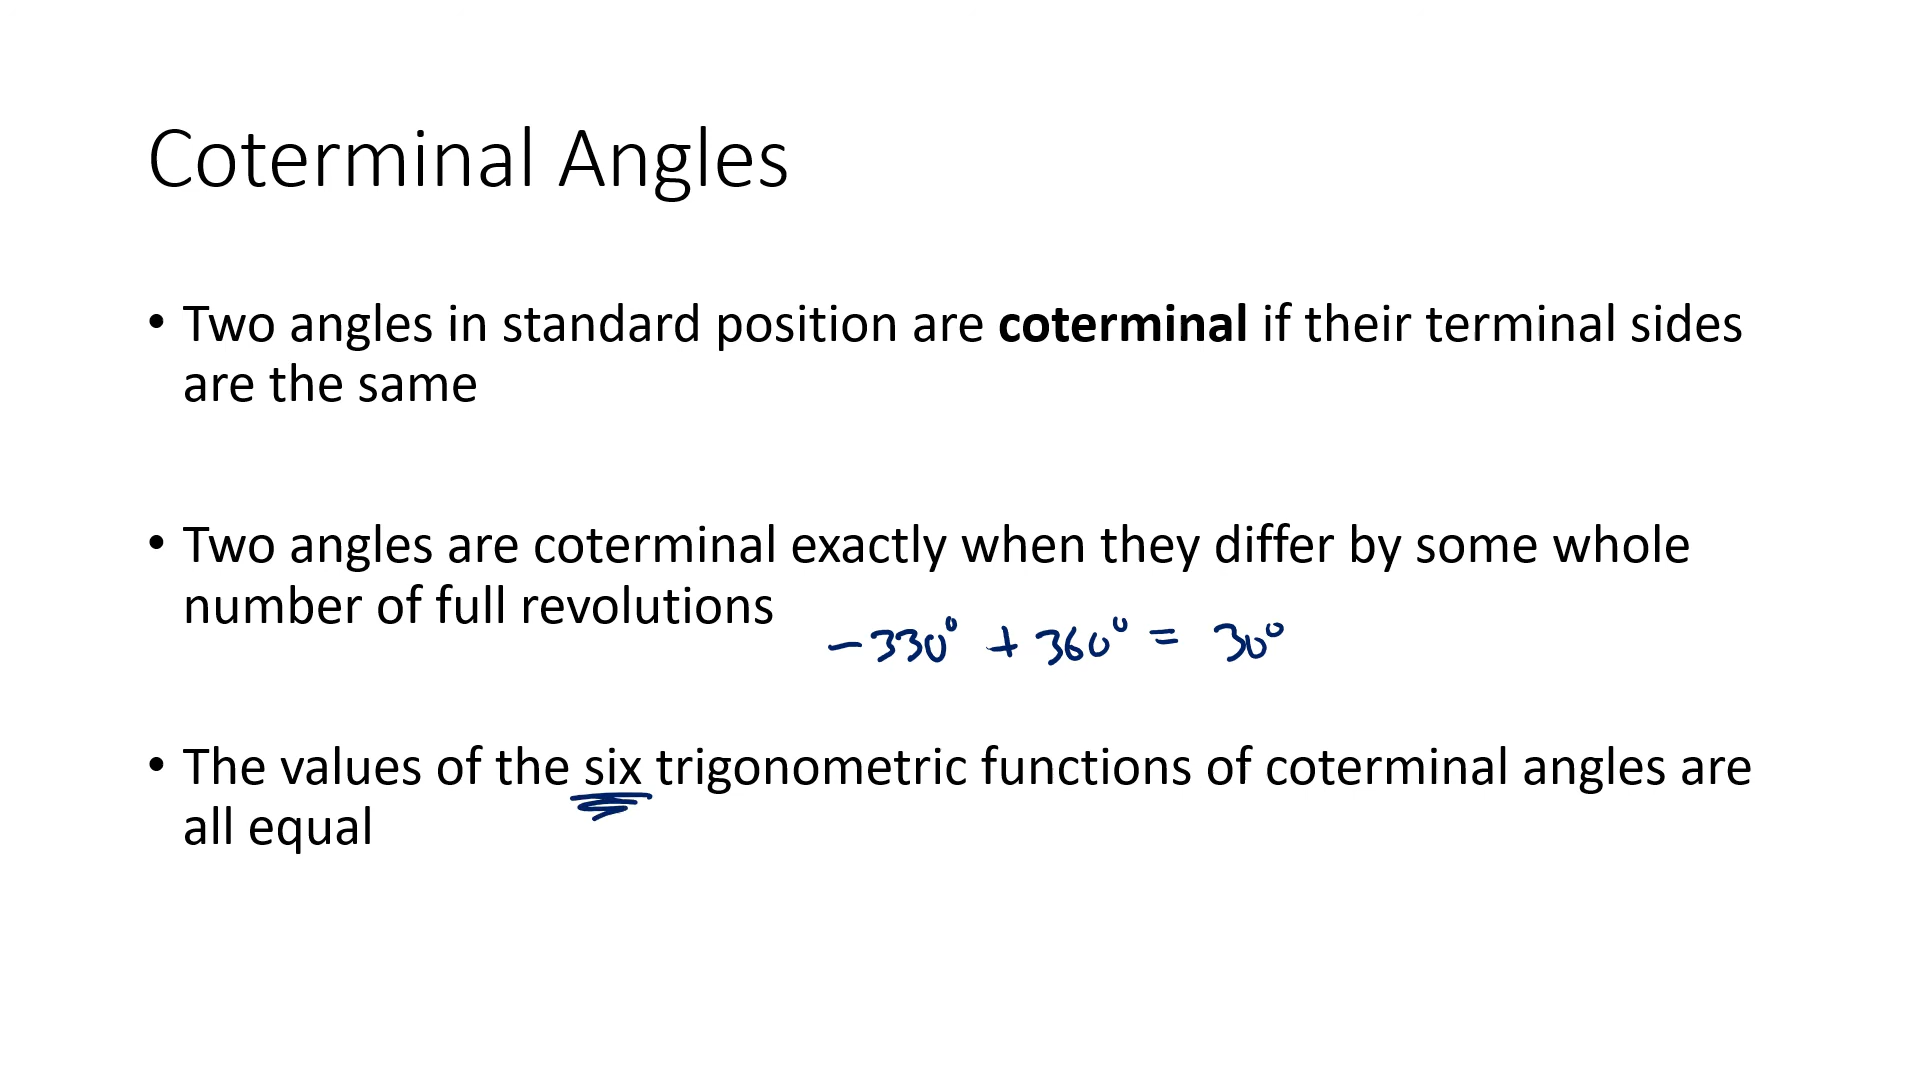 Coterminal Angles
• Two angles in standard position are coterminal if their terminal sides
are the same
• Two angles are coterminal exactly when they differ by some whole
number of full revolutions
-330° + 360° = 30°
• The values of the six trigonometric functions of coterminal angles are
all equal